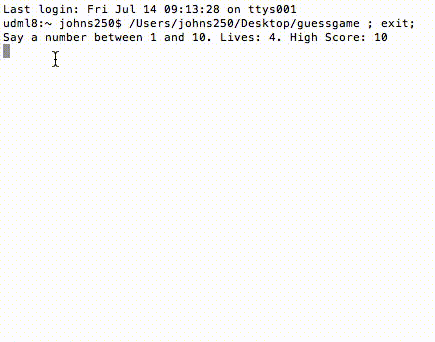 Last login: Fri Jul 14 09:13:28 on ttys001
udml8:~ johns250$ /Users/johns250/Desktop/guessgame ; exit;
Say a number between 1 and 10. Lives: 4. High Score: 10